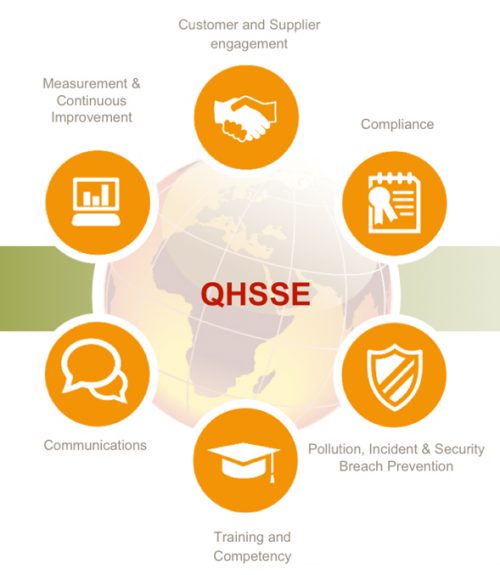 Customer and Supplier
engagement
Measurement &
Continuous
Improvement
Compliance
QHSSE
Communications
Pollution, Incident & Security
Breach Prevention
Training and
Competency